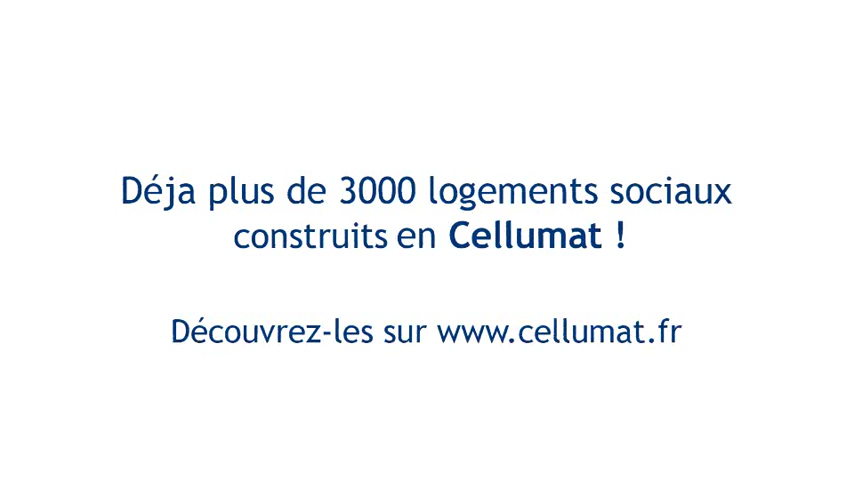 Déja plus de 3000 logements sociaux
construits en Cellumat !
Découvrez-les sur www.cellumat.fr